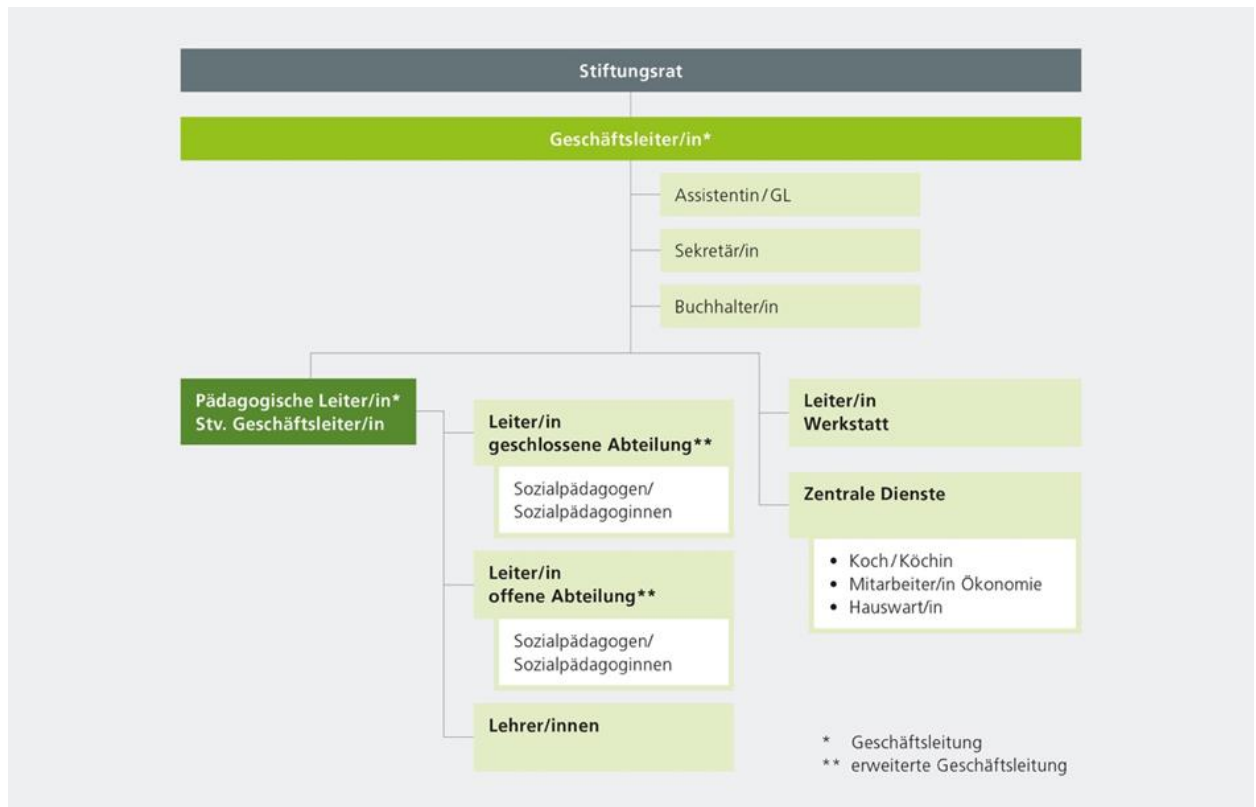 Stiftungsrat
Geschäftsleiter/in*
Assistentin/GL
Sekretär/in
Buchhalter/in
Pädagogische Leiter/in*
Stv. Geschäftsleiter/in
Leiter/in
geschlossene Abteilung**
Sozialpädagogen/
Sozialpädagoginnen
Leiter/in
offene Abteilung**
Sozialpädagogen/
Sozialpädagoginnen
Lehrer/innen
Leiter/in
Werkstatt
Zentrale Dienste
• Koch/Köchin
• Mitarbeiter/in Ökonomie
• Hauswart/in
* Geschäftsleitung
** erweiterte Geschäftsleitung